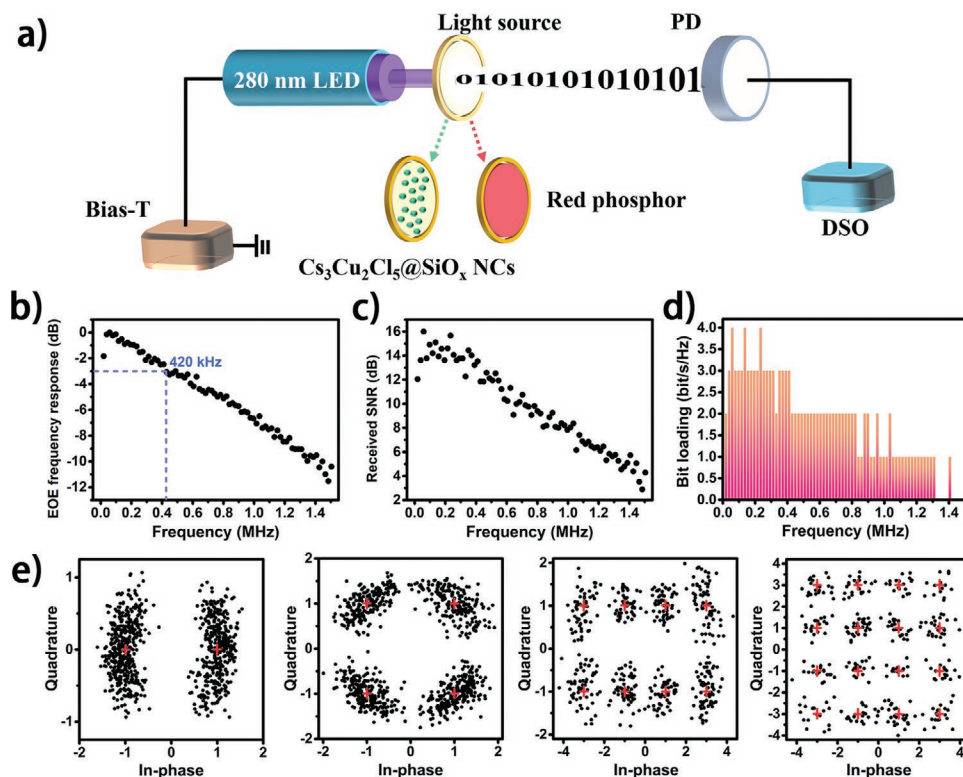 a)
Light source
PD
280 nm LED
01010101010101
Bias-T
Red phosphor
DSO
Cs₃Cu₂Cl₅@SiOₓ NCs
b)
EOE frequency response (dB)
0
-2
-4
-6
-8
-10
-12
420 kHz
0.0 0.2 0.4 0.6 0.8 1.0 1.2 1.4
Frequency (MHz)
c)
Received SNR (dB)
16
14
12
10
8
6
4
2
0.0 0.2 0.4 0.6 0.8 1.0 1.2 1.4
Frequency (MHz)
d)
Bit loading (bit/s/Hz)
4.0
3.5
3.0
2.5
2.0
1.5
1.0
0.5
0.0
0.0 0.2 0.4 0.6 0.8 1.0 1.2 1.4
Frequency (MHz)
e)
Quadrature
1
0
-1
-2 -1 0 1 2
In-phase
Quadrature
2
1
0
-1
-2
-2 -1 0 1 2
In-phase
Quadrature
2
1
0
-1
-2
-4 -2 0 2 4
In-phase
Quadrature
4
3
2
1
0
-1
-2
-3
-4
-4 -2 0 2 4
In-phase